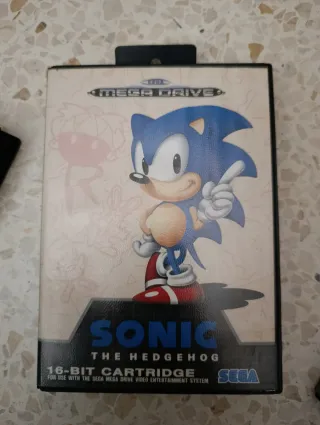 SEGA
MEGA DRIVE
SONIC
THE HEDGEHOG
16-BIT CARTRIDGE
FOR USE WITH THE SEGA MEGA DRIVE VIDEO ENTERTAINMENT SYSTEM
SEGA